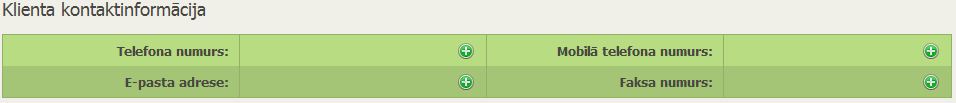 Klienta kontaktinformācija
Telefona numurs: Mobilā telefona numurs:
E-pasta adrese: Faksa numurs: